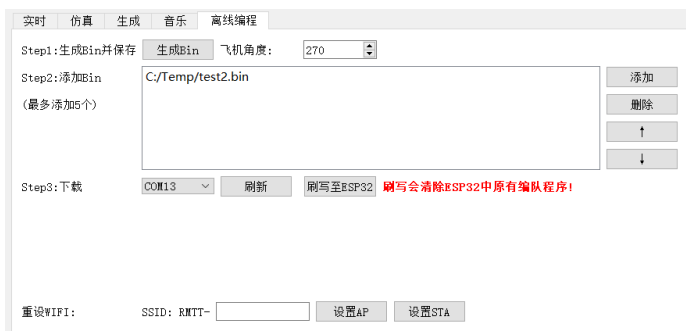 实时 仿真 生成 音乐 离线编程
Step1:生成Bin并保存 生成Bin 飞机角度: 270
Step2:添加Bin C:/Temp/test2.bin 添加
(最多添加5个) 删除
↑
↓
Step3:下载 COM13 刷新 刷写至ESP32 刷写会清除ESP32中原有编队程序!
重设WIFI: SSID: RMTT- 设置AP 设置STA